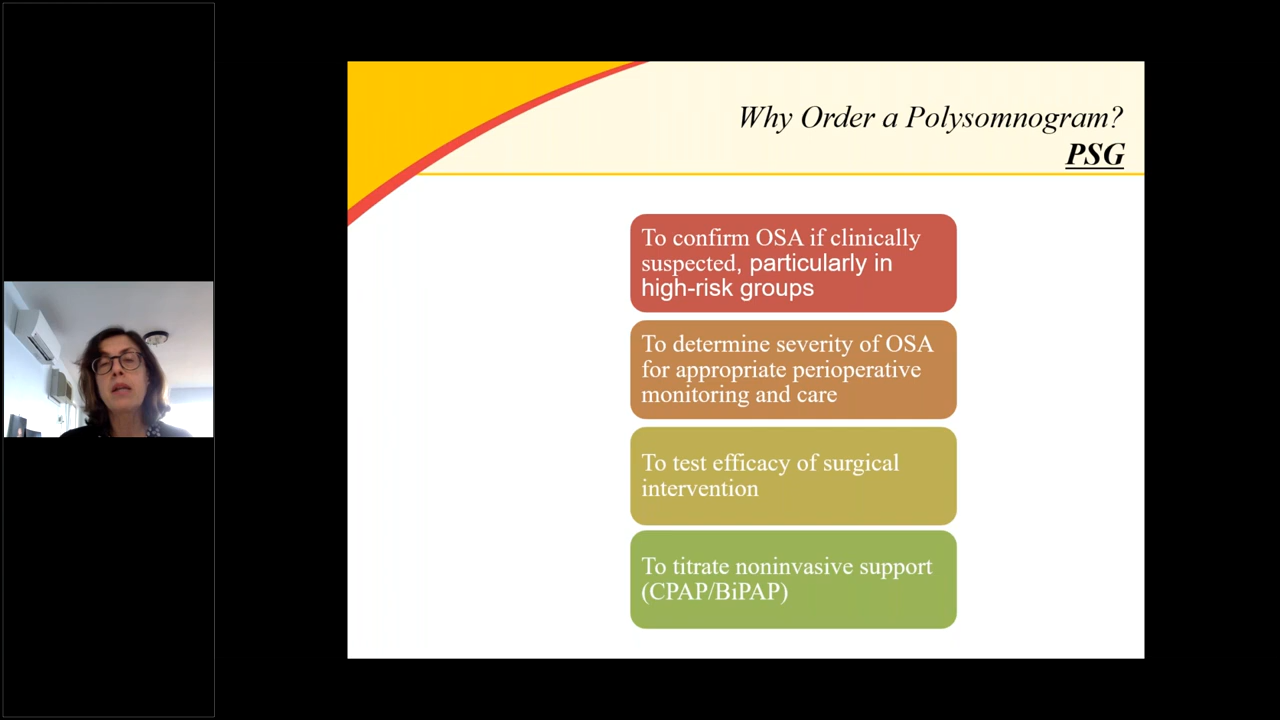 Why Order a Polysomnogram?
PSG
To confirm OSA if clinically
suspected, particularly in
high-risk groups
To determine severity of OSA
for appropriate perioperative
monitoring and care
To test efficacy of surgical
intervention
To titrate noninvasive support
(CPAP/BiPAP)